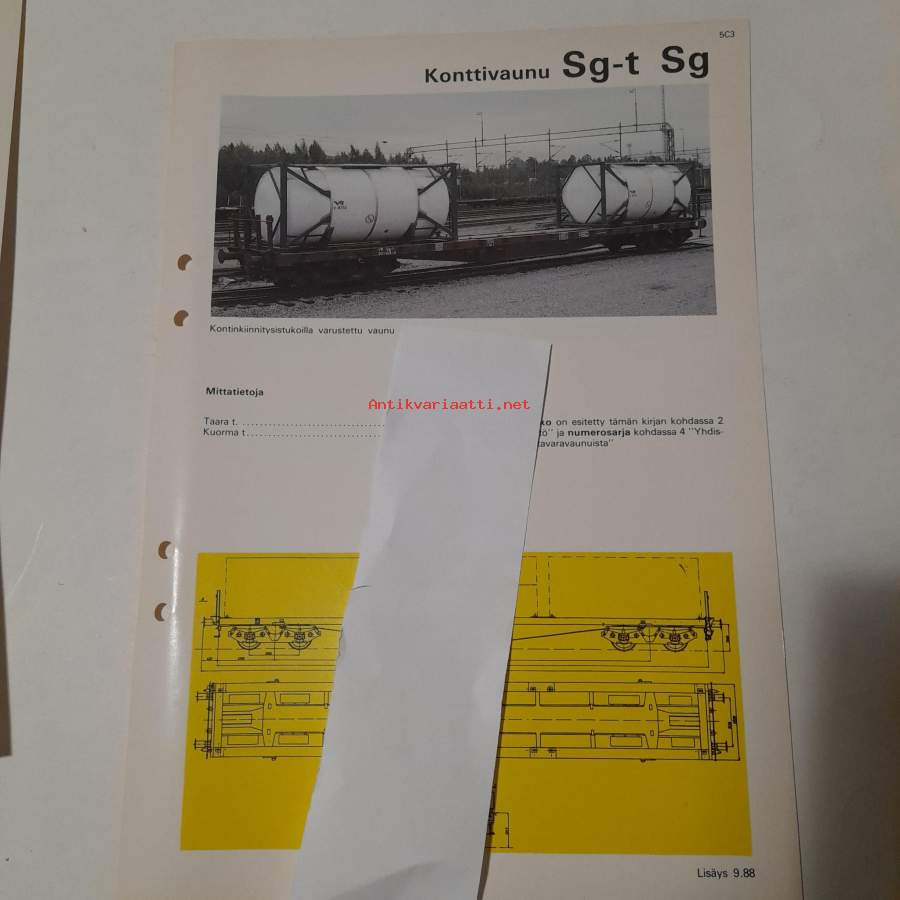 5C3
Konttivaunu Sg-t Sg
VR
Kontinkiinnitysistukoilla varustettu vaunu
Mittatietoja
Antikvariaatti.net
Taara t.
Kuorma t
ko on esitetty tämän kirjan kohdassa 2
tö" ja numerosarja kohdassa 4 "Yhdis-
tavaravaunuista"
Lisäys 9.88